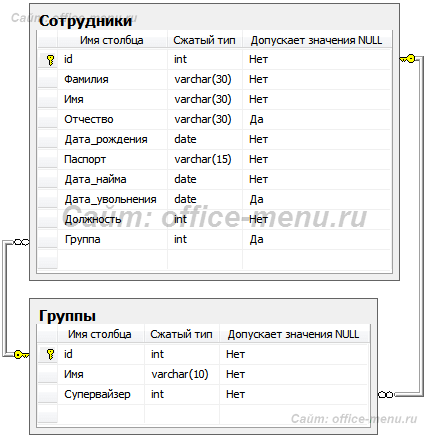 Сайт: office-menu.ru
Сотрудники
Имя столбца Сжатый тип Допускает значения NULL
id int Нет
Фамилия varchar(30) Нет
Имя varchar(30) Нет
Отчество varchar(30) Да
Дата_рождения date Нет
Паспорт varchar(15) Нет
Дата_найма date Нет
Дата_увольнения date Да
Сайт: office-menu.ru
Должность int Нет
Группа int Да
Группы
Имя столбца Сжатый тип Допускает значения NULL
id int Нет
Имя varchar(10) Нет
Супервайзер int Нет
Сайт: office-menu.ru